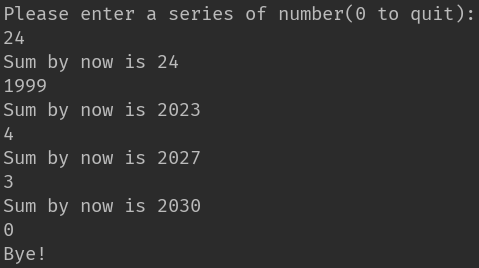 Please enter a series of number(0 to quit):
24
Sum by now is 24
1999
Sum by now is 2023
4
Sum by now is 2027
3
Sum by now is 2030
0
Bye!